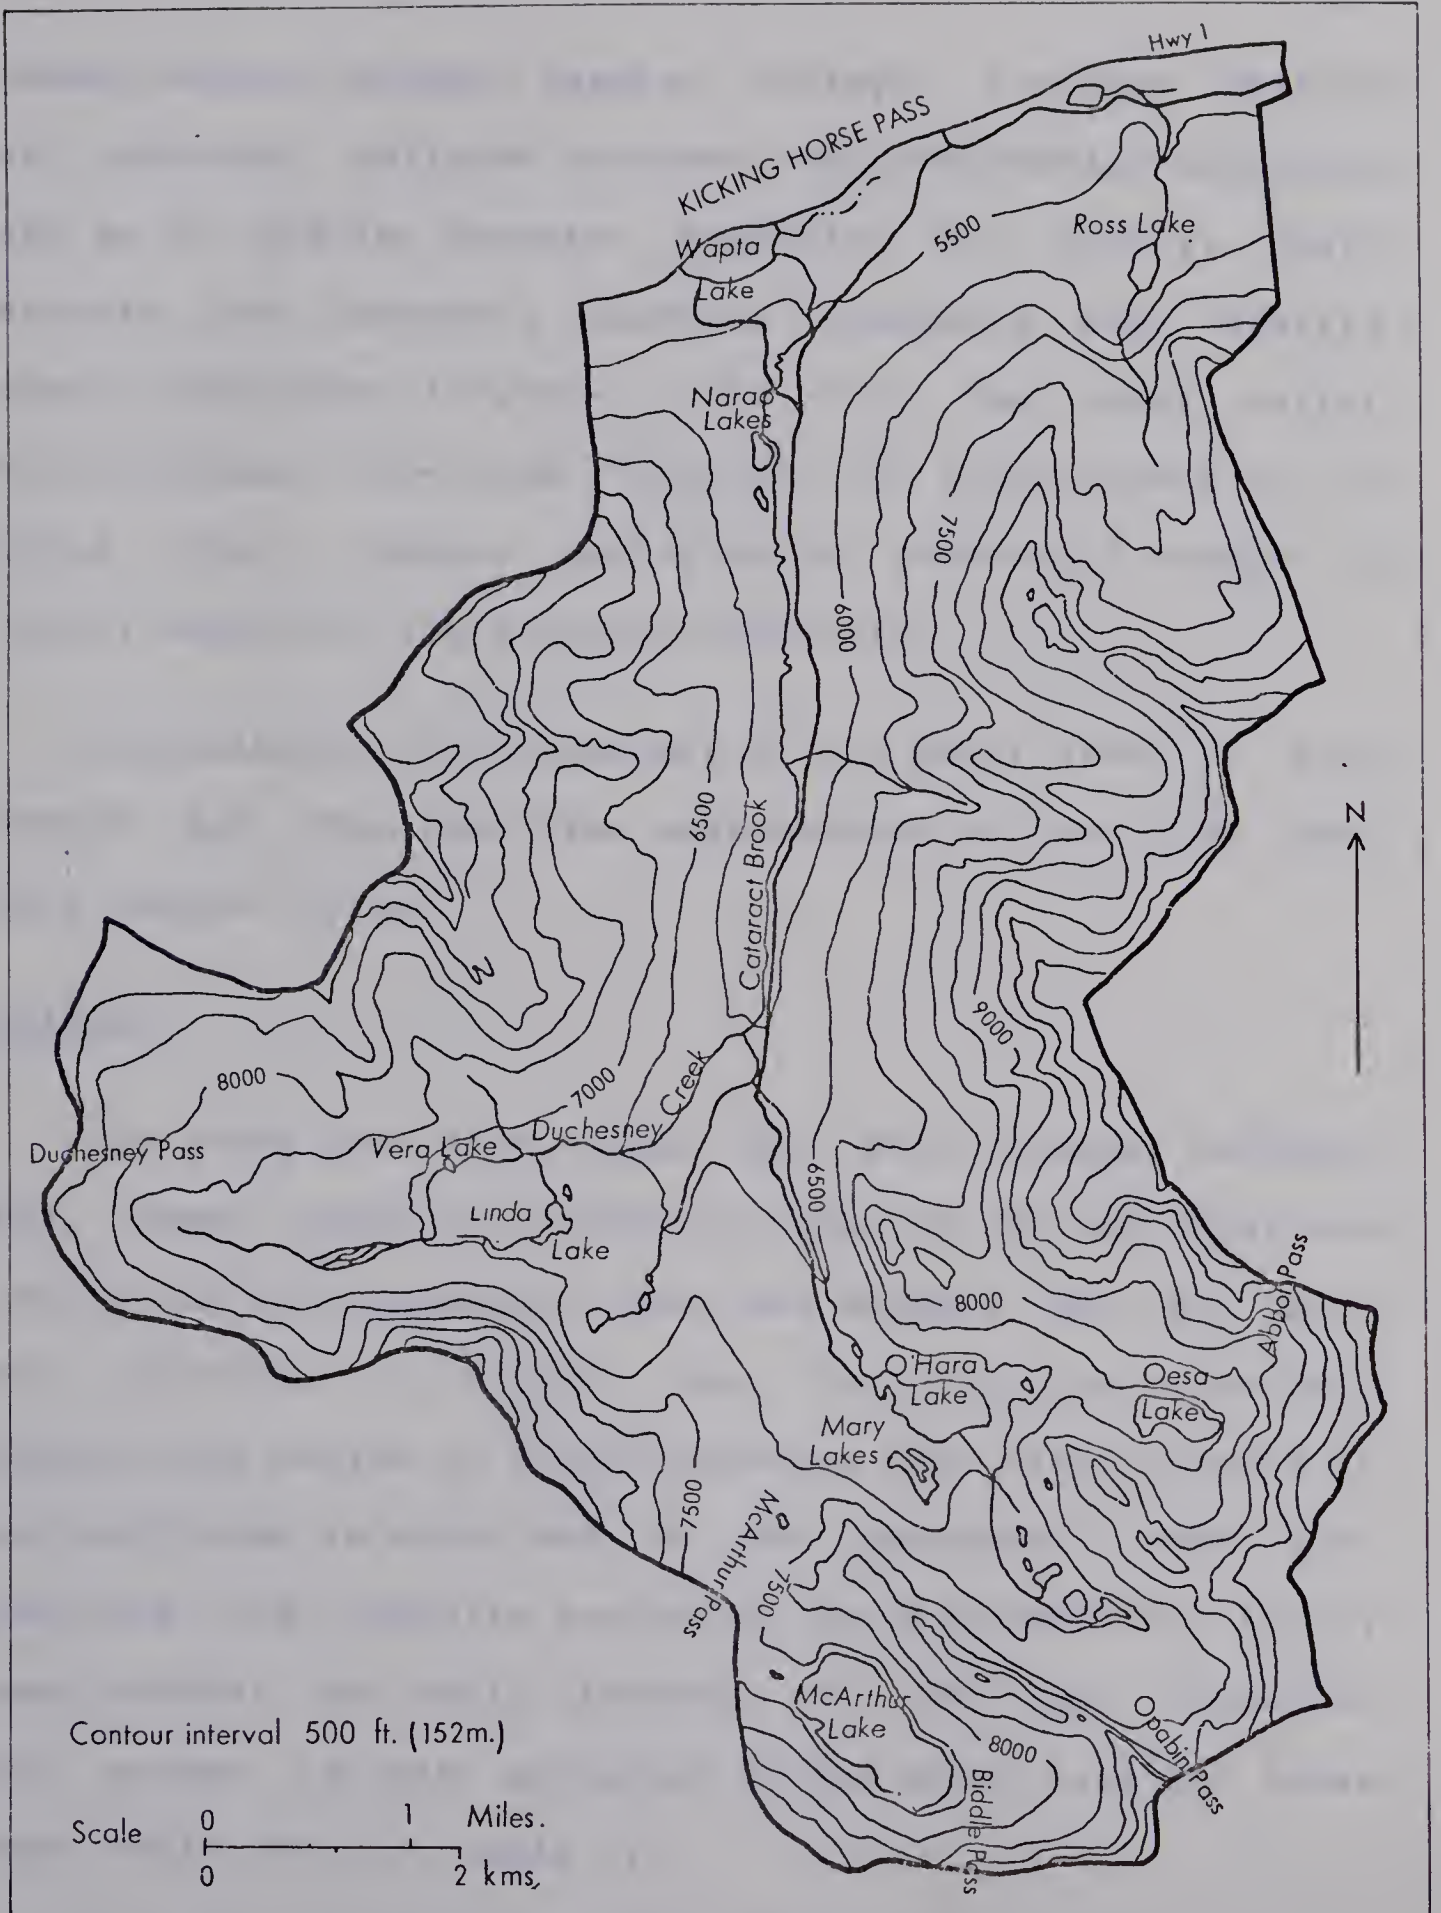 Hwy 1
KICKING HORSE PASS
Wapta
Lake
5500
Ross Lake
Narao
Lakes
7500
6000
6500
Cataract Brook
N
9000
8000
7000
Duchesney
Creek
Duchesney Pass
Vera Lake
Linda
Lake
6500
8000
Abbot Pass
O'Hara
Lake
Oesa
Lake
Mary
Lakes
7500
McArthur Pass
7500
McArthur
Lake
8000
Opabin Pass
Biddle Pass
Contour interval 500 ft. (152m.)
Scale
0 1 Miles.
0 2 kms,